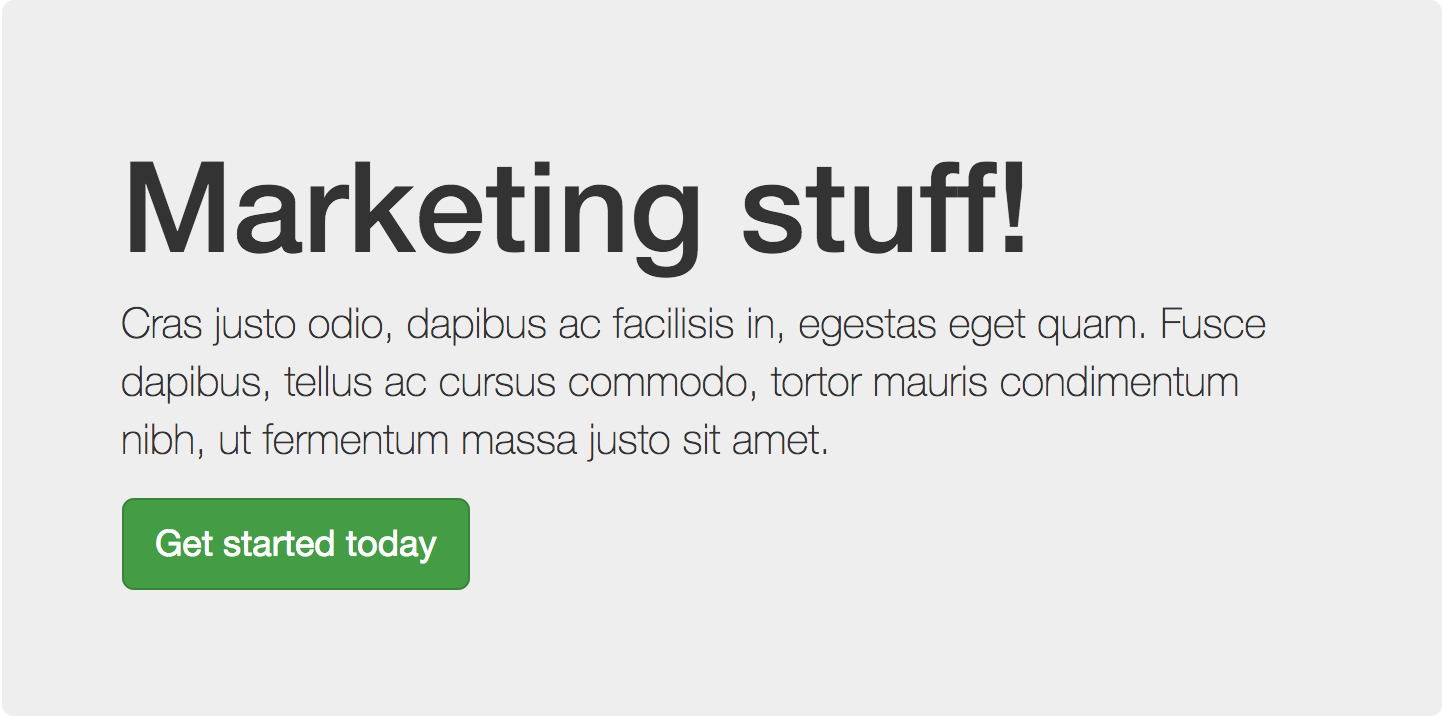 Marketing stuff!
Cras justo odio, dapibus ac facilisis in, egestas eget quam. Fusce
dapibus, tellus ac cursus commodo, tortor mauris condimentum
nibh, ut fermentum massa justo sit amet.
Get started today